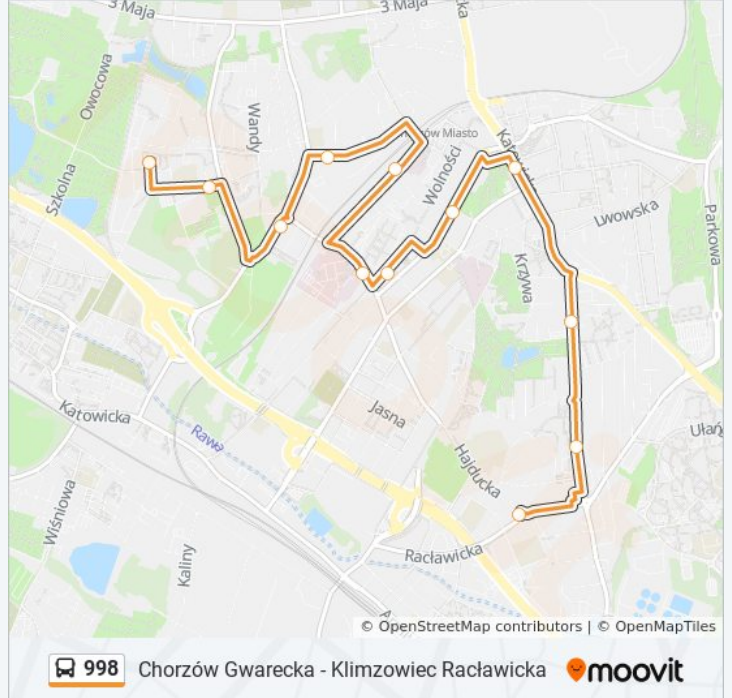 3 Maja
3 Maja
Owocowa
Wandy
Miasto
Wolności
Szkolna
Lwowska
Parkowa
Krzywa
Jasna
Katowicka
Rawa
Hajducka
Wiśniowa
Kaliny
Racławicka
© OpenStreetMap contributors | © OpenMapTiles
998 Chorzów Gwarecka - Klimzowiec Racławicka moovit